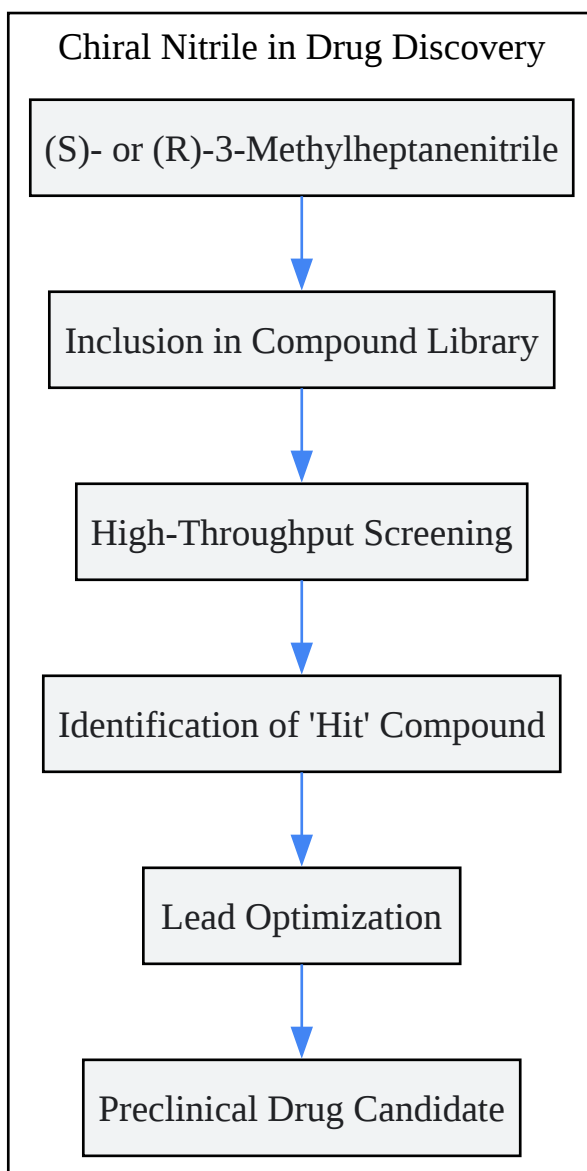 Chiral Nitrile in Drug Discovery
(S)- or (R)-3-Methylheptanenitrile
Inclusion in Compound Library
High-Throughput Screening
Identification of 'Hit' Compound
Lead Optimization
Preclinical Drug Candidate